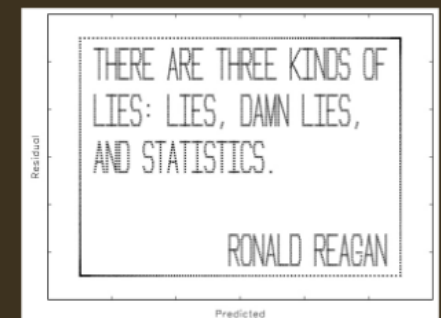 THERE ARE THREE KINDS OF
LIES: LIES, DAMN LIES,
AND STATISTICS.
RONALD REAGAN
Residual
Predicted